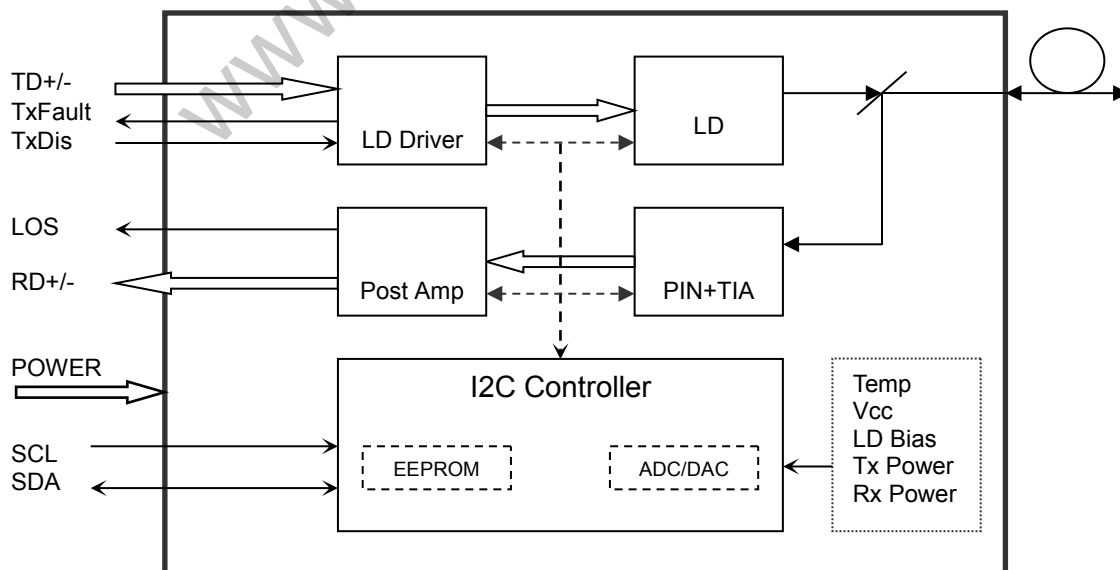 www
TD+/-
TxFault
TxDis
LD Driver
LD
LOS
RD+/-
Post Amp
PIN+TIA
POWER
I2C Controller
SCL
SDA
EEPROM
ADC/DAC
Temp
Vcc
LD Bias
Tx Power
Rx Power